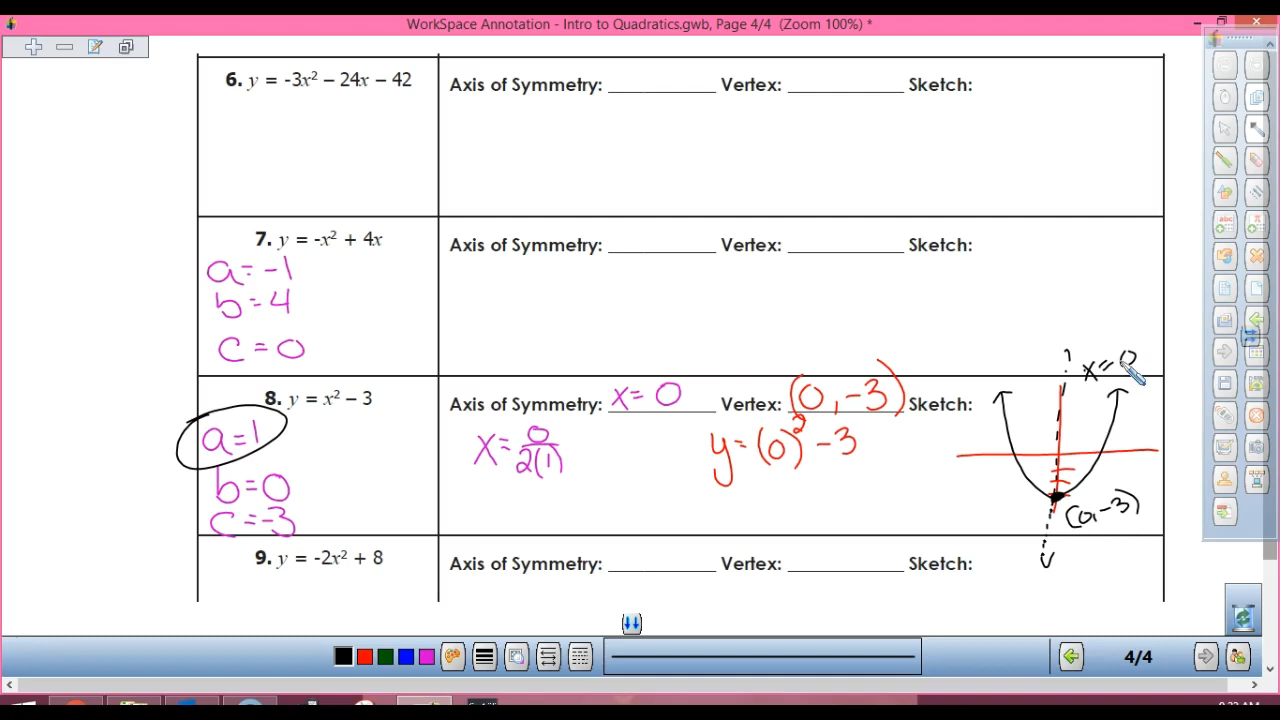 WorkSpace Annotation - Intro to Quadratics.gwb, Page 4/4 (Zoom 100%) *
6. y = -3x² – 24x – 42
Axis of Symmetry: __________ Vertex: __________ Sketch:
7. y = -x² + 4x
Axis of Symmetry: __________ Vertex: __________ Sketch:
a = -1
b = 4
c = 0
8. y = x² – 3
Axis of Symmetry: x = 0 Vertex: (0, -3) Sketch:
x = 0
a = 1
x = 0/2(1)
y = (0)² - 3
b = 0
c = -3
(0, -3)
9. y = -2x² + 8
Axis of Symmetry: __________ Vertex: __________ Sketch:
abc
π
4/4